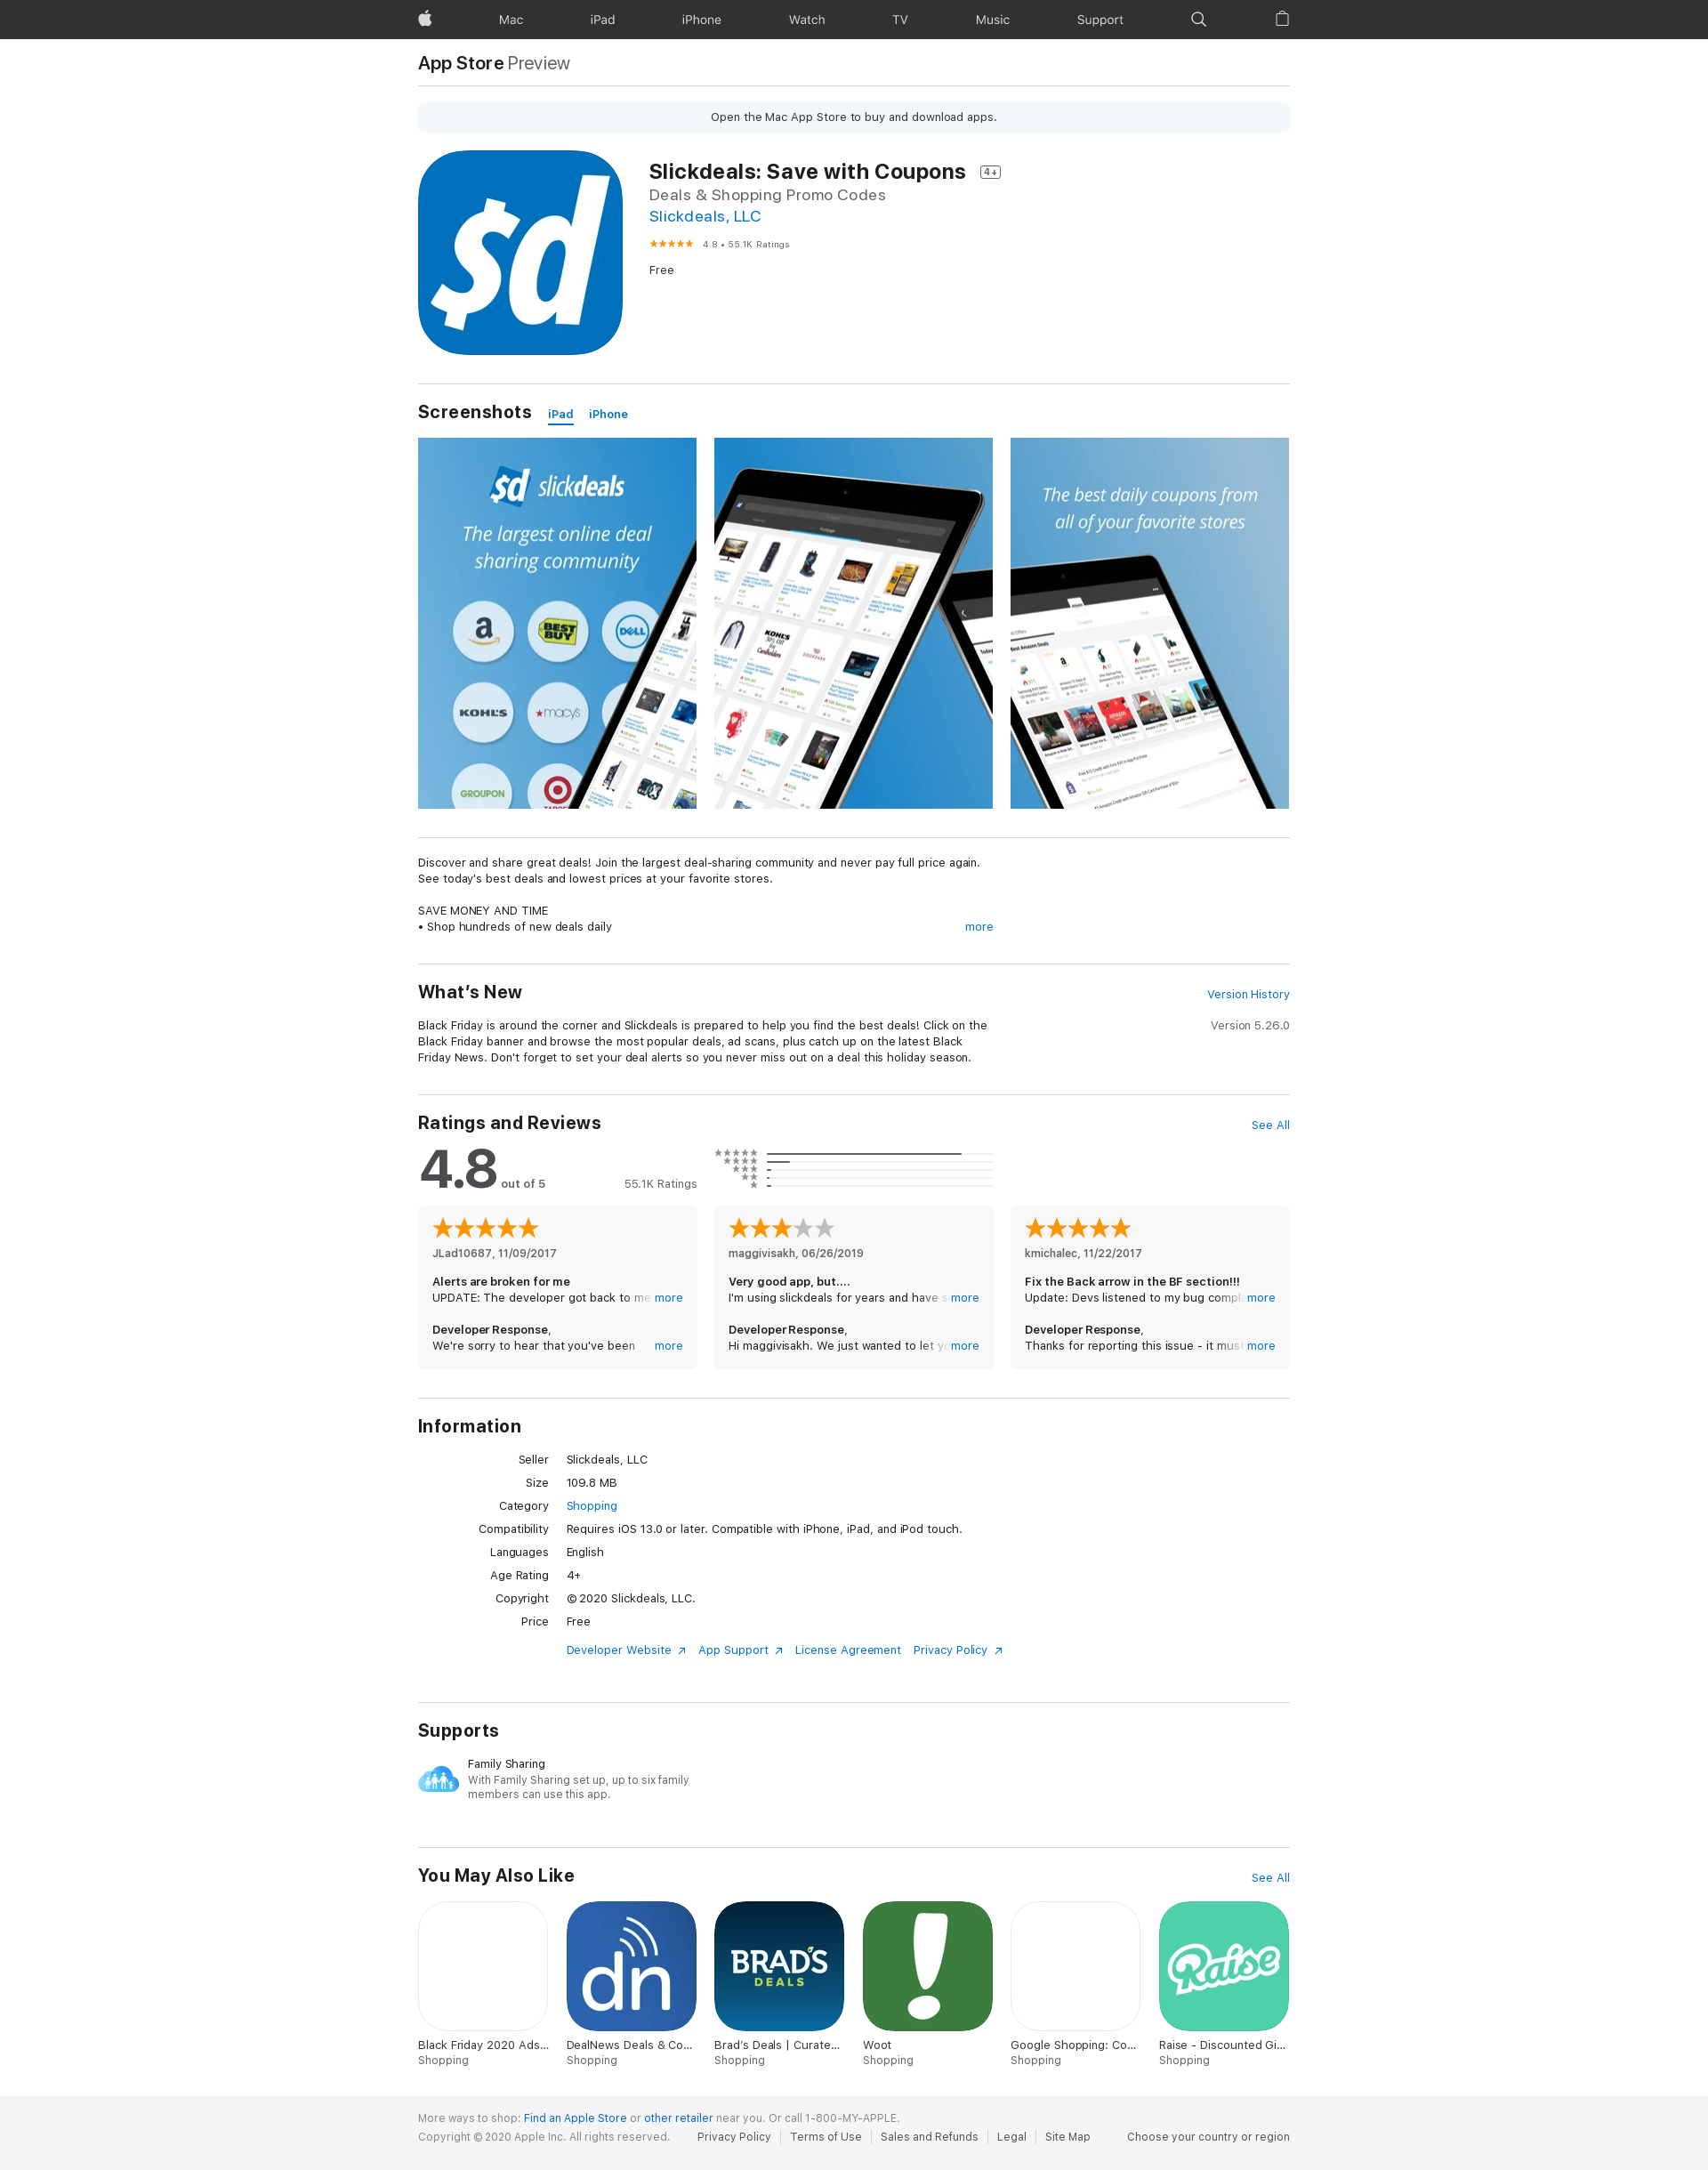 Mac iPad iPhone Watch TV Music Support
App Store Preview
Open the Mac App Store to buy and download apps.
$d
Slickdeals: Save with Coupons 4+
Deals & Shopping Promo Codes
Slickdeals, LLC
4.8 • 55.1K Ratings
Free
Screenshots iPad iPhone
$d slickdeals
The largest online deal
sharing community
a BEST BUY DELL
KOHL'S ★macy's
GROUPON TARGET
Homepage
Popular
KOHL'S
The best daily coupons from
all of your favorite stores
Coupons
Best Amazon Deals
Discover and share great deals! Join the largest deal-sharing community and never pay full price again.
See today's best deals and lowest prices at your favorite stores.
SAVE MONEY AND TIME
• Shop hundreds of new deals daily more
What's New Version History
Black Friday is around the corner and Slickdeals is prepared to help you find the best deals! Click on the Version 5.26.0
Black Friday banner and browse the most popular deals, ad scans, plus catch up on the latest Black
Friday News. Don't forget to set your deal alerts so you never miss out on a deal this holiday season.
Ratings and Reviews See All
4.8 out of 5 55.1K Ratings
JLad10687, 11/09/2017
Alerts are broken for me
UPDATE: The developer got back to me more
Developer Response,
We're sorry to hear that you've been more
maggivisakh, 06/26/2019
Very good app, but....
I'm using slickdeals for years and have s more
Developer Response,
Hi maggivisakh. We just wanted to let yo more
kmichalec, 11/22/2017
Fix the Back arrow in the BF section!!!
Update: Devs listened to my bug compla more
Developer Response,
Thanks for reporting this issue - it must more
Information
Seller Slickdeals, LLC
Size 109.8 MB
Category Shopping
Compatibility Requires iOS 13.0 or later. Compatible with iPhone, iPad, and iPod touch.
Languages English
Age Rating 4+
Copyright © 2020 Slickdeals, LLC.
Price Free
Developer Website App Support License Agreement Privacy Policy
Supports
Family Sharing
With Family Sharing set up, up to six family
members can use this app.
You May Also Like See All
dn
BRAD'S
DEALS
!
Raise
Black Friday 2020 Ads… DealNews Deals & Co… Brad's Deals | Curate… Woot Google Shopping: Co… Raise - Discounted Gi…
Shopping Shopping Shopping Shopping Shopping Shopping
More ways to shop: Find an Apple Store or other retailer near you. Or call 1-800-MY-APPLE.
Copyright © 2020 Apple Inc. All rights reserved. Privacy Policy Terms of Use Sales and Refunds Legal Site Map Choose your country or region